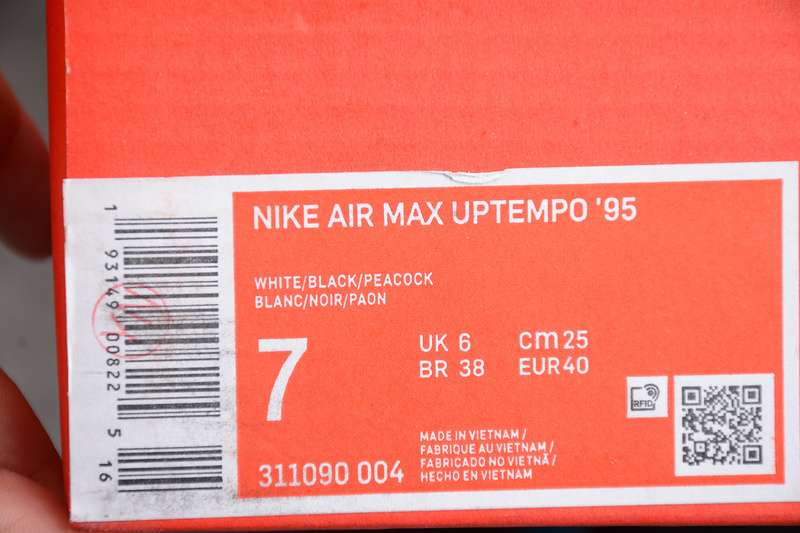 NIKE AIR MAX UPTEMPO '95
WHITE/BLACK/PEACOCK
BLANC/NOIR/PAON
7
UK 6 cm 25
BR 38 EUR 40
311090 004
MADE IN VIETNAM /
FABRIQUE AU VIETNAM /
FABRICADO NO VIETNÃ /
HECHO EN VIETNAM
RFID
1 93149 00822 5 16